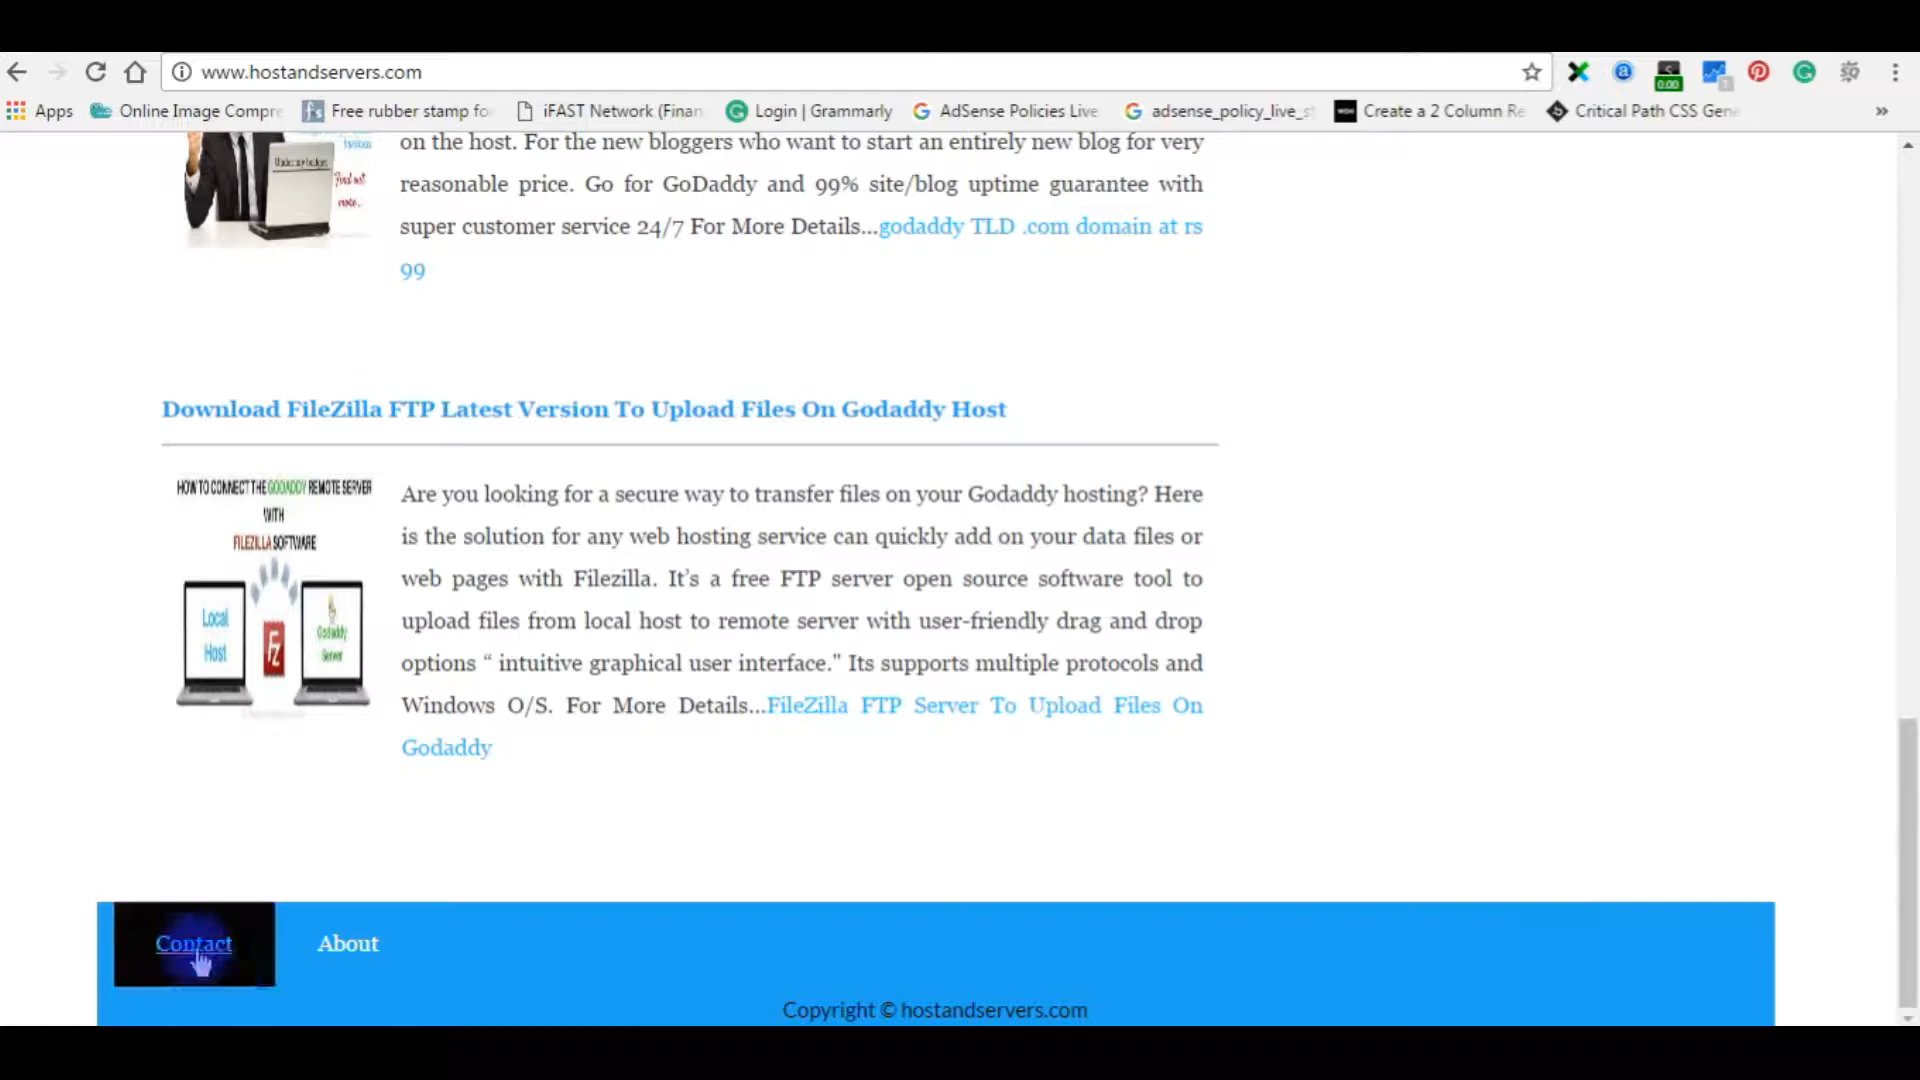 www.hostandservers.com
Apps Online Image Compre Free rubber stamp fo iFAST Network (Finan Login | Grammarly AdSense Policies Live adsense_policy_live_s Create a 2 Column Re Critical Path CSS Gene »
0.00
on the host. For the new bloggers who want to start an entirely new blog for very
reasonable price. Go for GoDaddy and 99% site/blog uptime guarantee with
super customer service 24/7 For More Details...godaddy TLD .com domain at rs
99
Download FileZilla FTP Latest Version To Upload Files On Godaddy Host
HOW TO CONNECT THE GODADDY REMOTE SERVER
WITH
FILEZILLA SOFTWARE
Local
Host
Fz
Godaddy
Server
Are you looking for a secure way to transfer files on your Godaddy hosting? Here
is the solution for any web hosting service can quickly add on your data files or
web pages with Filezilla. It's a free FTP server open source software tool to
upload files from local host to remote server with user-friendly drag and drop
options “ intuitive graphical user interface." Its supports multiple protocols and
Windows O/S. For More Details...FileZilla FTP Server To Upload Files On
Godaddy
Contact About
Copyright © hostandservers.com